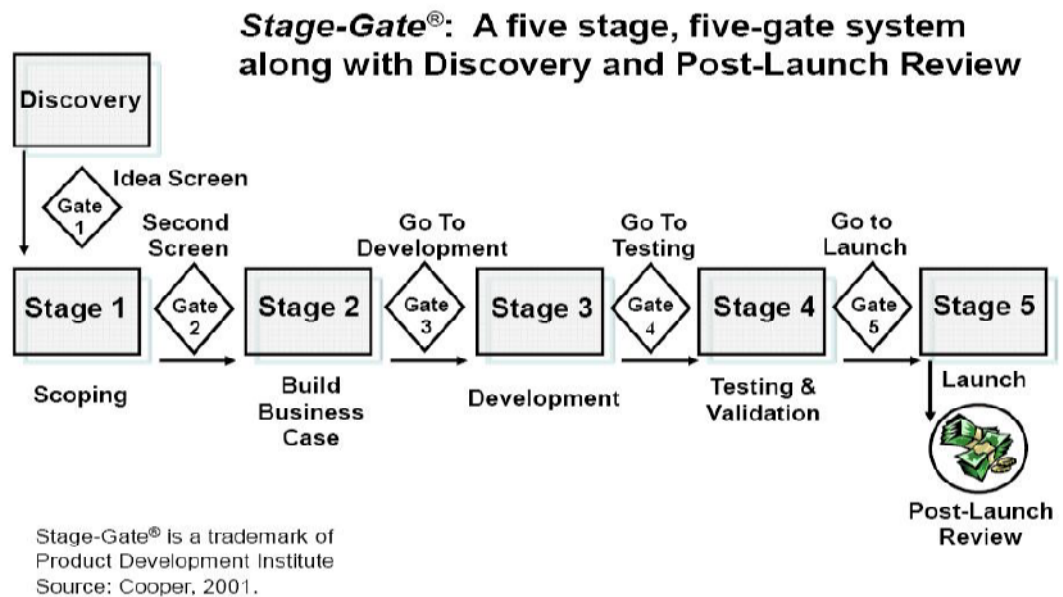 Stage-Gate®: A five stage, five-gate system
along with Discovery and Post-Launch Review
Discovery
Idea Screen
Gate
1
Second
Screen
Go To
Development
Go To
Testing
Go to
Launch
Stage 1
Gate
2
Stage 2
Gate
3
Stage 3
Gate
4
Stage 4
Gate
5
Stage 5
Scoping
Build
Business
Case
Development
Testing &
Validation
Launch
Post-Launch
Review
Stage-Gate® is a trademark of
Product Development Institute
Source: Cooper, 2001.